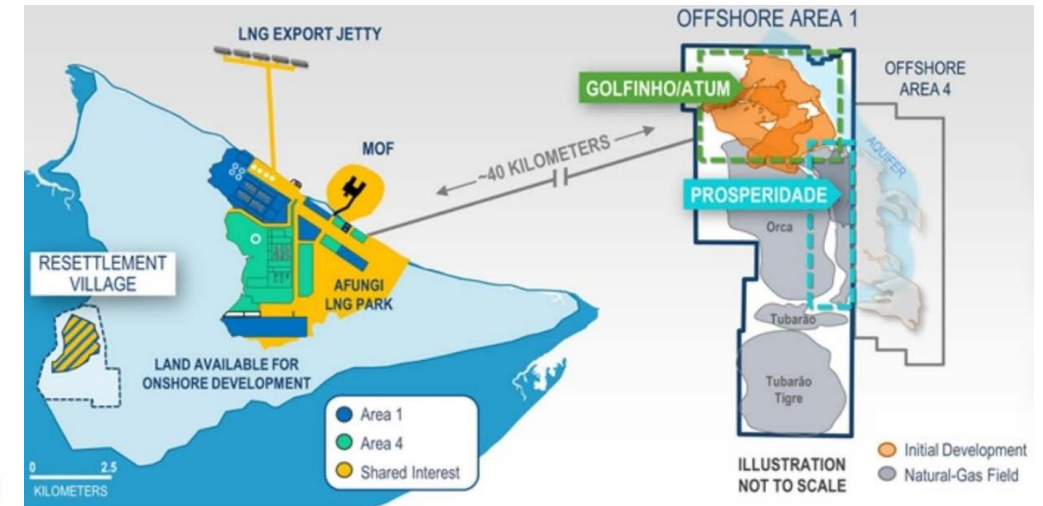 LNG EXPORT JETTY
MOF
RESETTLEMENT
VILLAGE
AFUNGI
LNG PARK
LAND AVAILABLE FOR
ONSHORE DEVELOPMENT
Area 1
Area 4
Shared Interest
0 2.5
KILOMETERS
~40 KILOMETERS
OFFSHORE AREA 1
GOLFINHO/ATUM
OFFSHORE
AREA 4
AQUIFER
PROSPERIDADE
Orca
Tubarão
Tubarão
Tigre
ILLUSTRATION
NOT TO SCALE
Initial Development
Natural-Gas Field